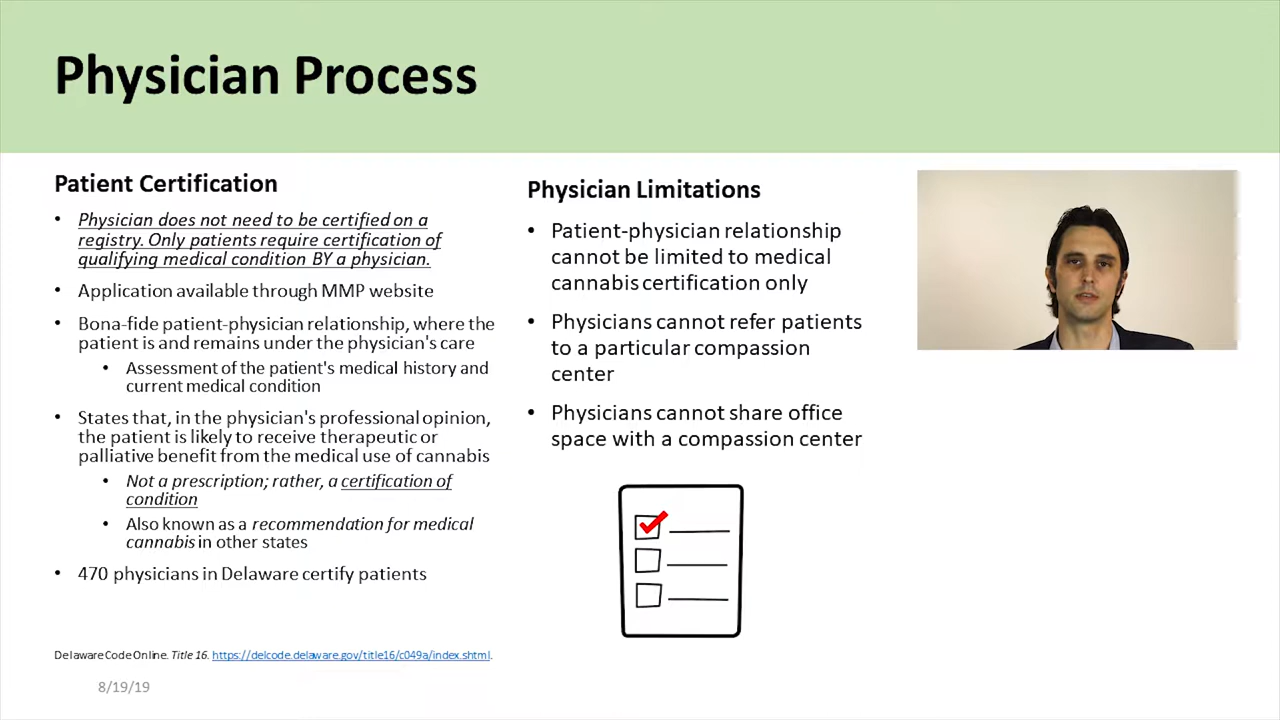 Physician Process
Patient Certification
• Physician does not need to be certified on a
registry. Only patients require certification of
qualifying medical condition BY a physician.
• Application available through MMP website
• Bona-fide patient-physician relationship, where the
patient is and remains under the physician's care
• Assessment of the patient's medical history and
current medical condition
• States that, in the physician's professional opinion,
the patient is likely to receive therapeutic or
palliative benefit from the medical use of cannabis
• Not a prescription; rather, a certification of
condition
• Also known as a recommendation for medical
cannabis in other states
• 470 physicians in Delaware certify patients
Physician Limitations
• Patient-physician relationship
cannot be limited to medical
cannabis certification only
• Physicians cannot refer patients
to a particular compassion
center
• Physicians cannot share office
space with a compassion center
Delaware Code Online. Title 16. https://delcode.delaware.gov/title16/c049a/index.shtml.
8/19/19